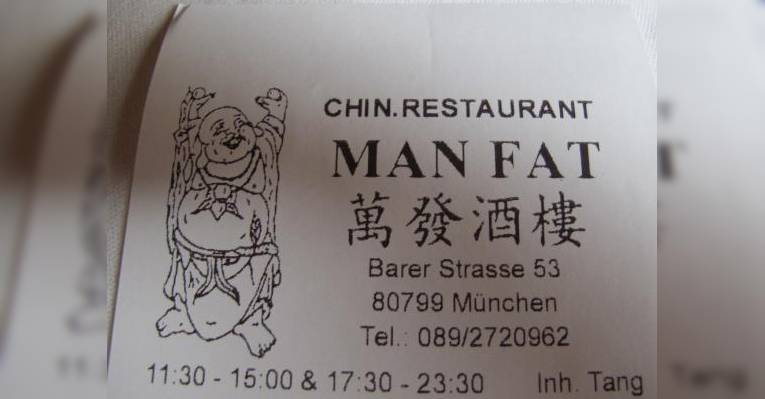 CHIN.RESTAURANT
MAN FAT
萬發酒樓
Barer Strasse 53
80799 München
Tel.: 089/2720962
11:30 - 15:00 & 17:30 - 23:30 Inh. Tang